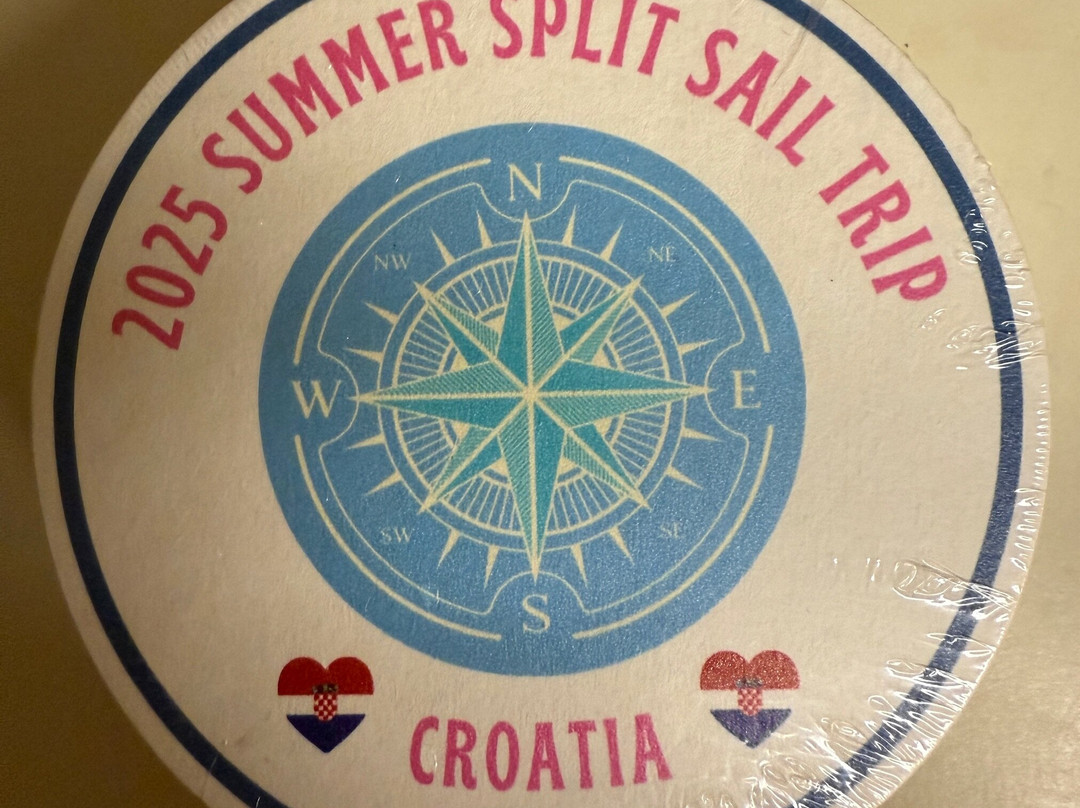 2025 SUMMER SPLIT SAIL TRIP
N
NW
NE
W
E
SW
SE
S
CROATIA